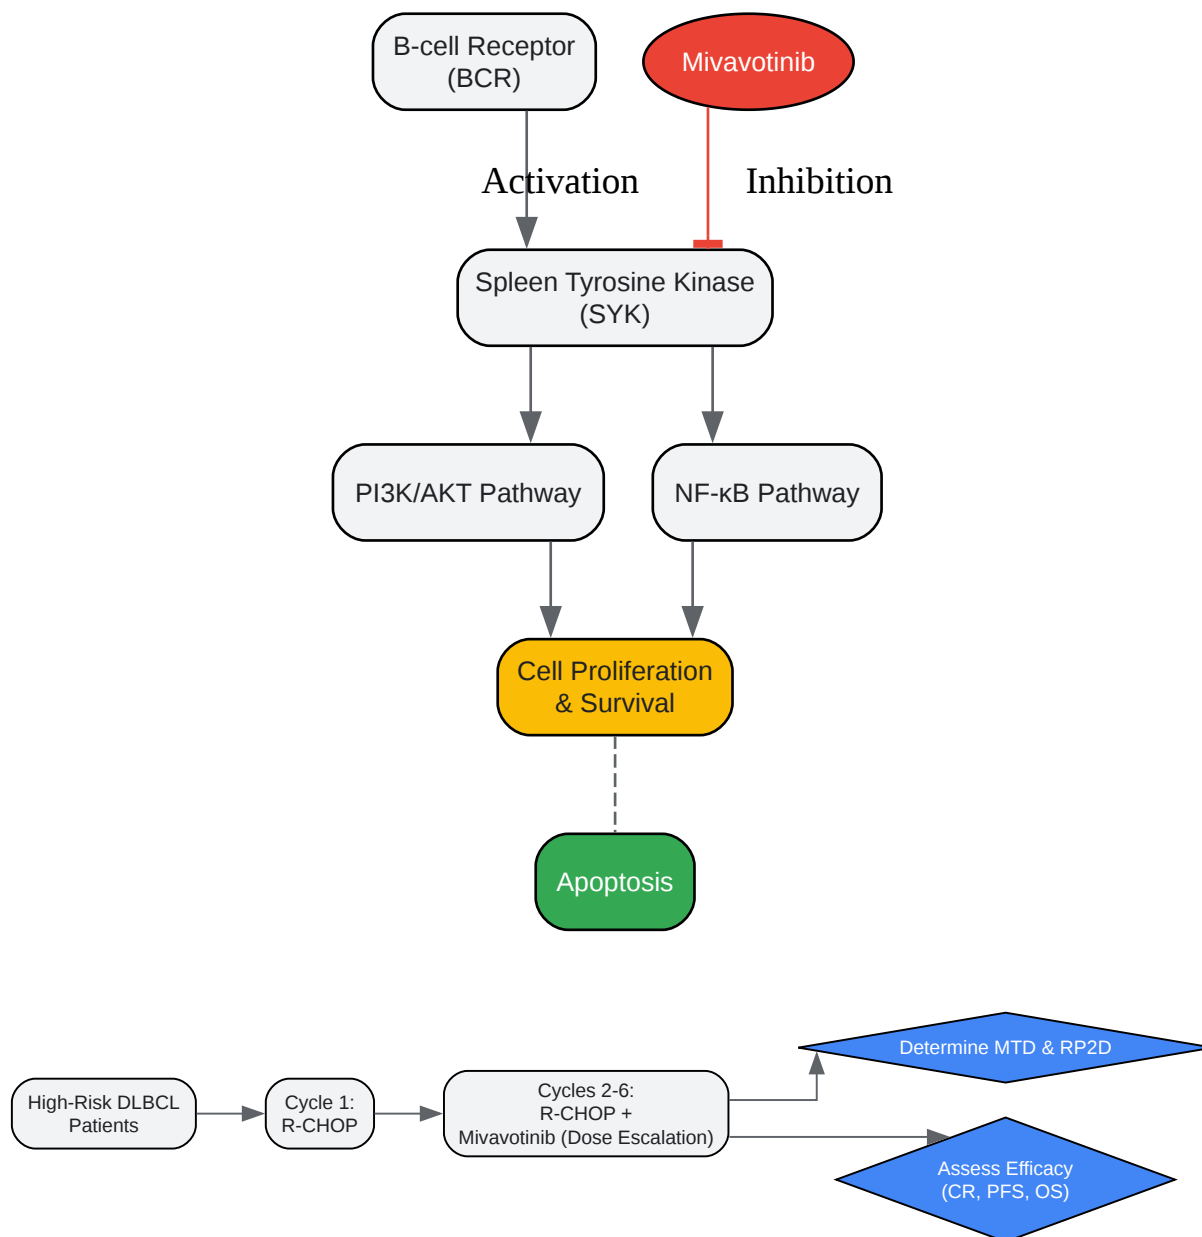 B-cell Receptor
(BCR)
Mivavotinib
Activation
Inhibition
Spleen Tyrosine Kinase
(SYK)
PI3K/AKT Pathway
NF-κB Pathway
Cell Proliferation
& Survival
Apoptosis
High-Risk DLBCL
Patients
Cycle 1:
R-CHOP
Cycles 2-6:
R-CHOP +
Mivavotinib (Dose Escalation)
Determine MTD & RP2D
Assess Efficacy
(CR, PFS, OS)